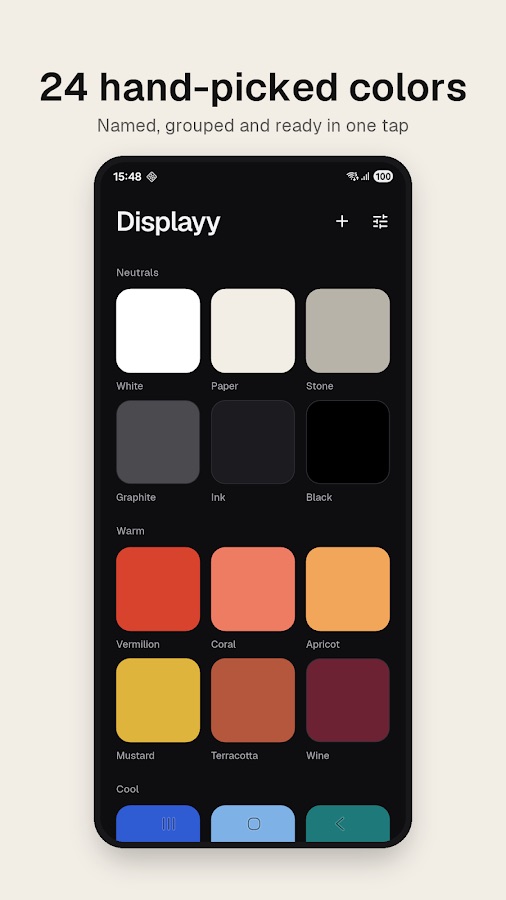 24 hand-picked colors
Named, grouped and ready in one tap
15:48
100
Displayy
Neutrals
White Paper Stone
Graphite Ink Black
Warm
Vermilion Coral Apricot
Mustard Terracotta Wine
Cool